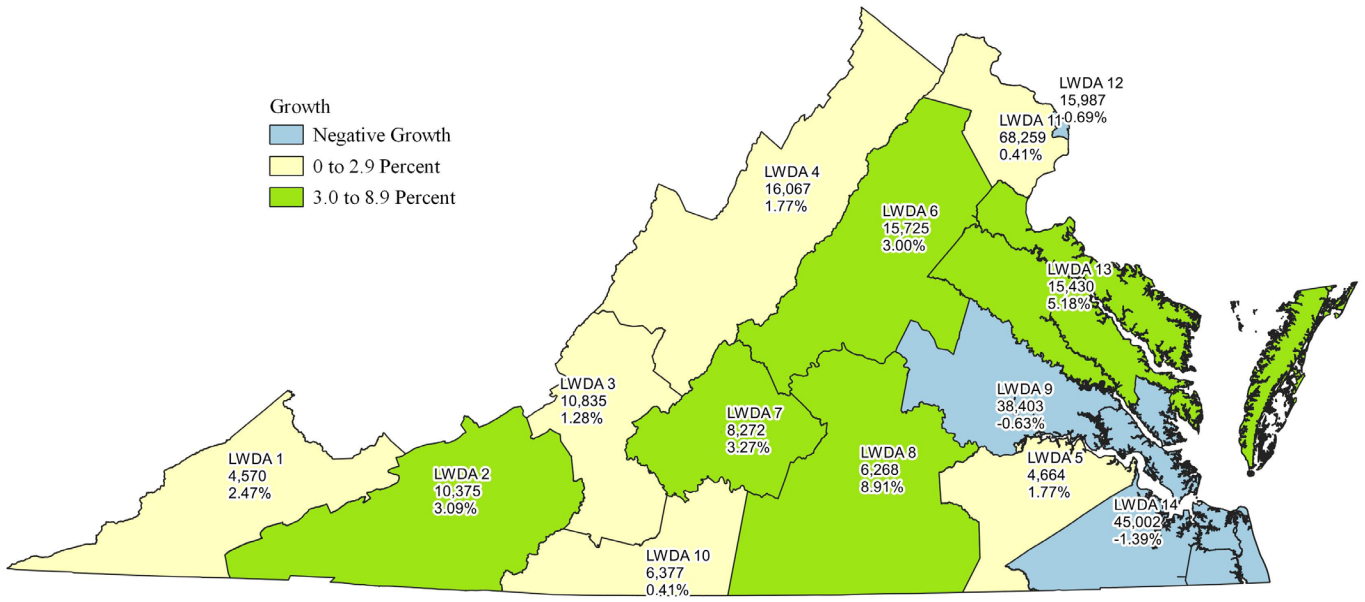 Growth
Negative Growth
0 to 2.9 Percent
3.0 to 8.9 Percent
LWDA 12
15,987
-0.69%
LWDA 11
68,259
0.41%
LWDA 4
16,067
1.77%
LWDA 6
15,725
3.00%
LWDA 13
15,430
5.18%
LWDA 3
10,835
1.28%
LWDA 9
38,403
-0.63%
LWDA 7
8,272
3.27%
LWDA 8
6,268
8.91%
LWDA 5
4,664
1.77%
LWDA 1
4,570
2.47%
LWDA 2
10,375
3.09%
LWDA 14
45,002
-1.39%
LWDA 10
6,377
0.41%